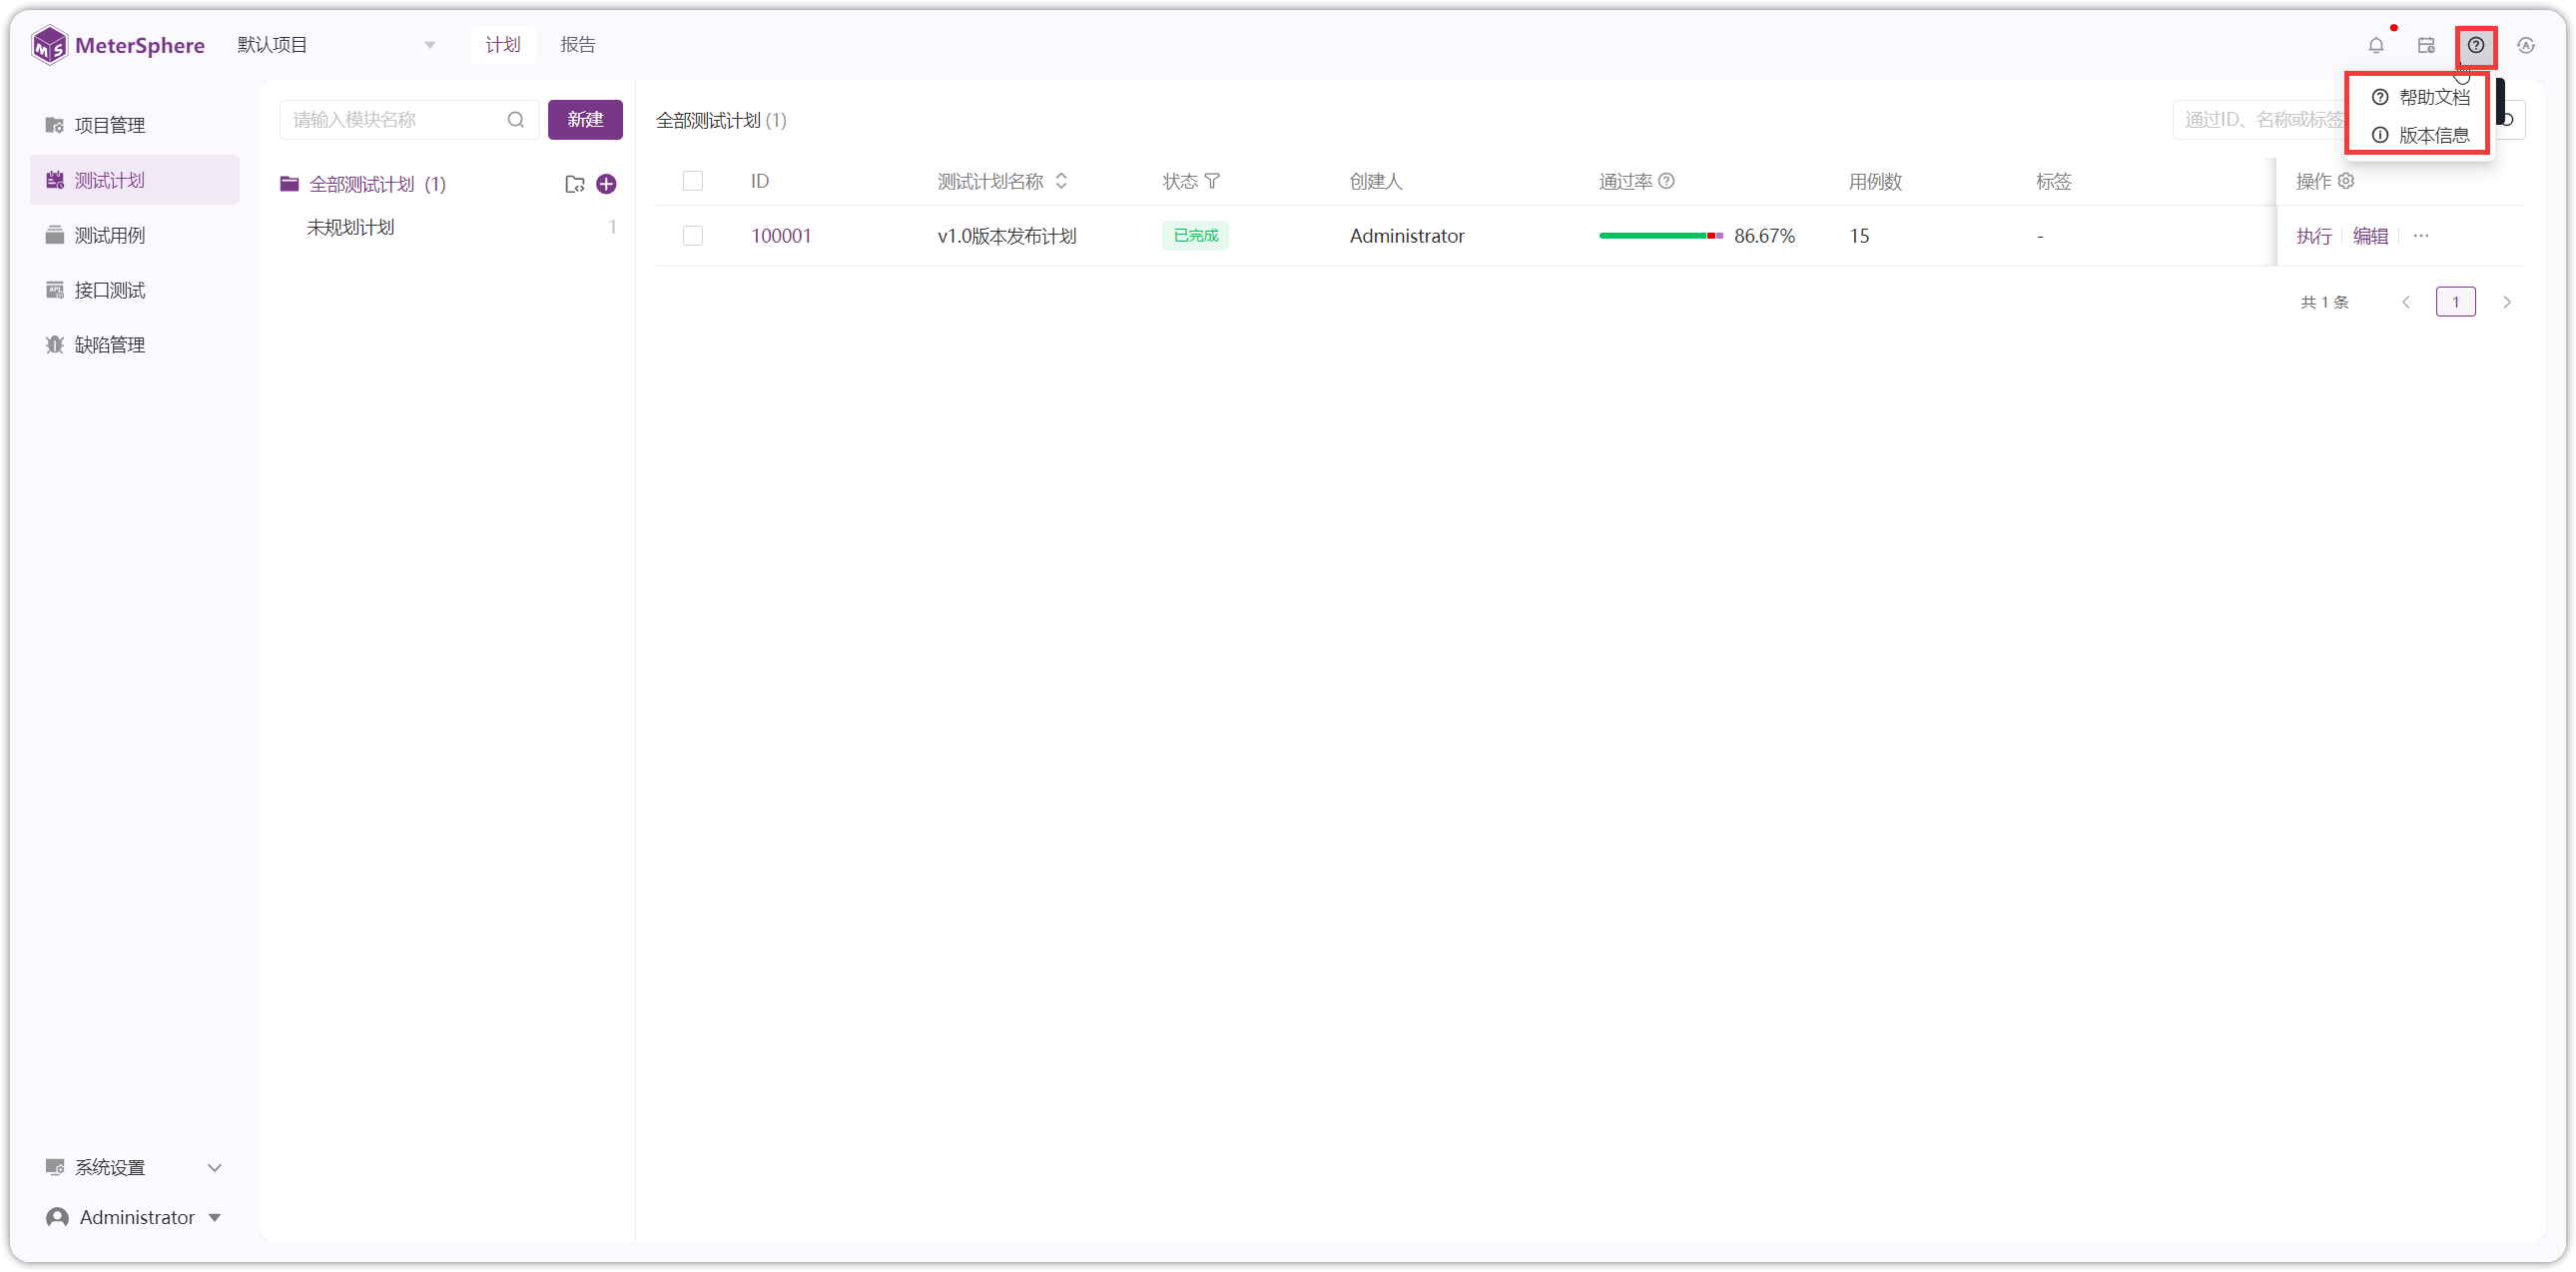 MeterSphere 默认项目 计划 报告
项目管理
测试计划
测试用例
接口测试
缺陷管理
系统设置
Administrator
请输入模块名称 新建
全部测试计划 (1)
未规划计划 1
全部测试计划 (1)
通过ID、名称或标签
帮助文档
版本信息
ID 测试计划名称 状态 创建人 通过率 用例数 标签 操作
100001 v1.0版本发布计划 已完成 Administrator 86.67% 15 - 执行 编辑 ···
共 1 条 1